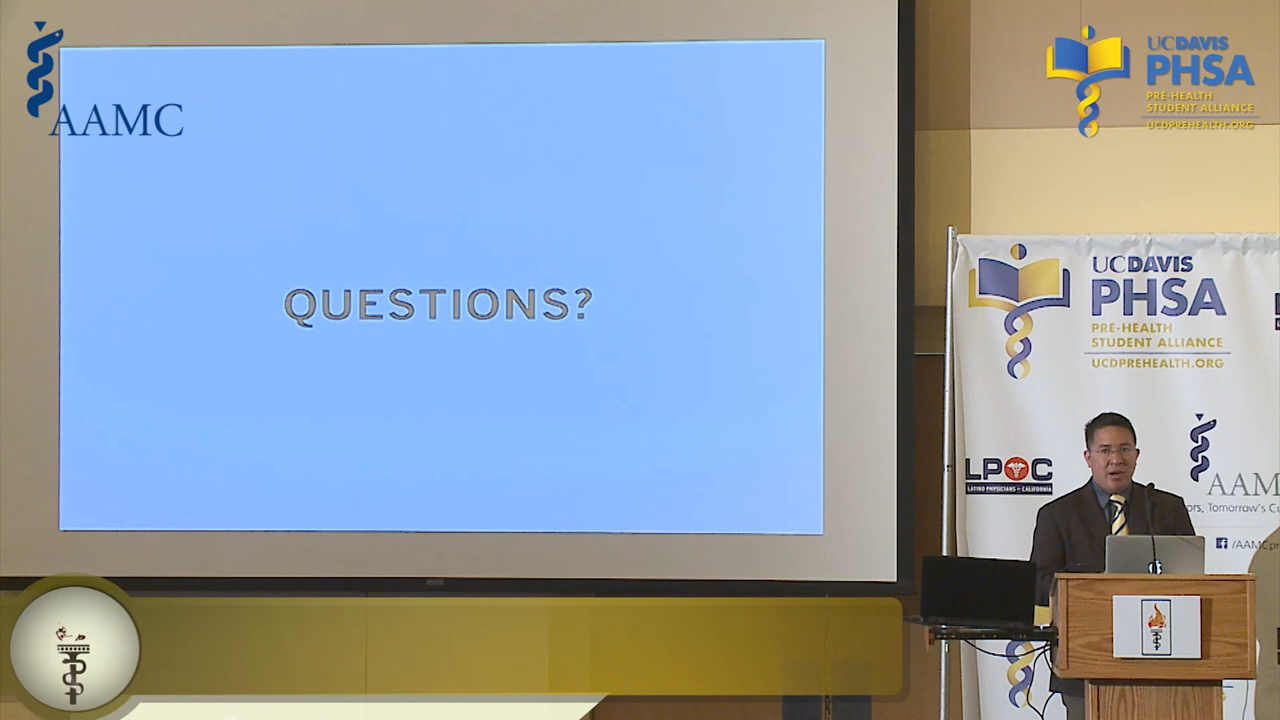 AAMC
QUESTIONS?
UCDAVIS
PHSA
PRE-HEALTH
STUDENT ALLIANCE
UCDPREHEALTH.ORG
UCDAVIS
PHSA
PRE-HEALTH
STUDENT ALLIANCE
UCDPREHEALTH.ORG
LPOC
LATINO PHYSICIANS OF CALIFORNIA
AAM
ors, Tomorrow's Cu
/AAMCpr